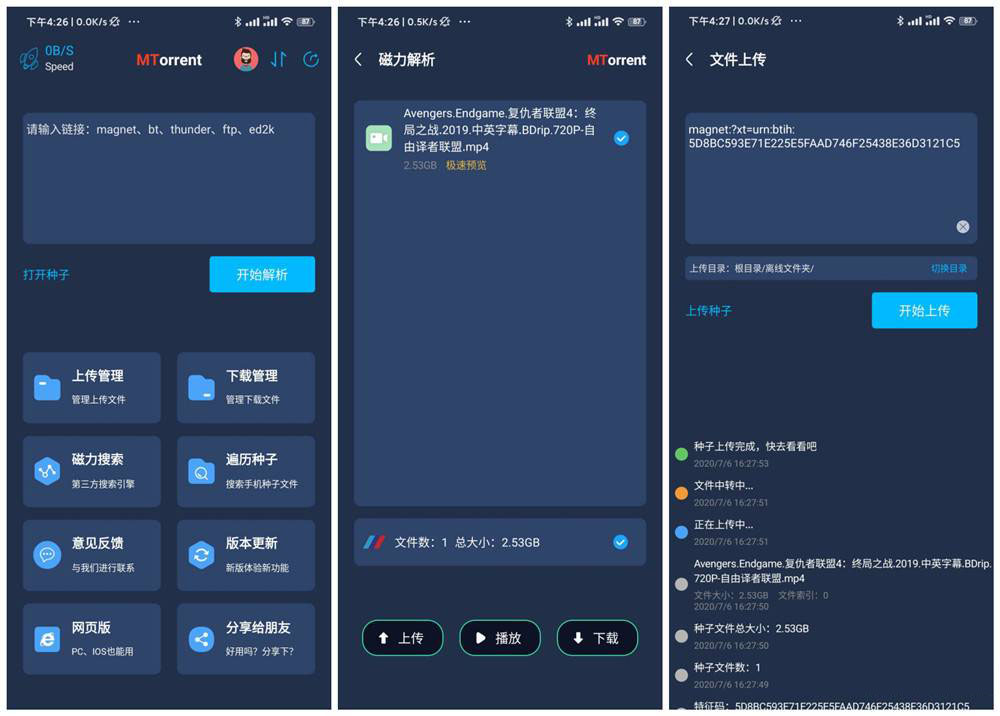 下午4:26 | 0.0K/s
87
0B/S
Speed
MTorrent
请输入链接：magnet、bt、thunder、ftp、ed2k
打开种子
开始解析
上传管理
管理上传文件
下载管理
管理下载文件
磁力搜索
第三方搜索引擎
遍历种子
搜索手机种子文件
意见反馈
与我们进行联系
版本更新
新版体验新功能
网页版
PC、IOS也能用
分享给朋友
好用吗？分享下？
下午4:26 | 0.5K/s
87
磁力解析
MTorrent
Avengers.Endgame.复仇者联盟4：终
局之战.2019.中英字幕.BDrip.720P-自
由译者联盟.mp4
2.53GB 极速预览
文件数：1 总大小：2.53GB
上传
播放
下载
下午4:27 | 0.0K/s
87
文件上传
magnet:?xt=urn:btih:
5D8BC593E71E225E5FAAD746F25438E36D3121C5
上传目录：根目录/离线文件夹/
切换目录
上传种子
开始上传
种子上传完成，快去看看吧
2020/7/6 16:27:53
文件中转中...
2020/7/6 16:27:51
正在上传中...
2020/7/6 16:27:51
Avengers.Endgame.复仇者联盟4：终局之战.2019.中英字幕.BDrip.
720P-自由译者联盟.mp4
文件大小：2.53GB 文件索引：0
2020/7/6 16:27:50
种子文件总大小：2.53GB
2020/7/6 16:27:50
种子文件数：1
2020/7/6 16:27:49
特征码：5D8BC593E71E225E5FAAD746F25438E36D3121C5